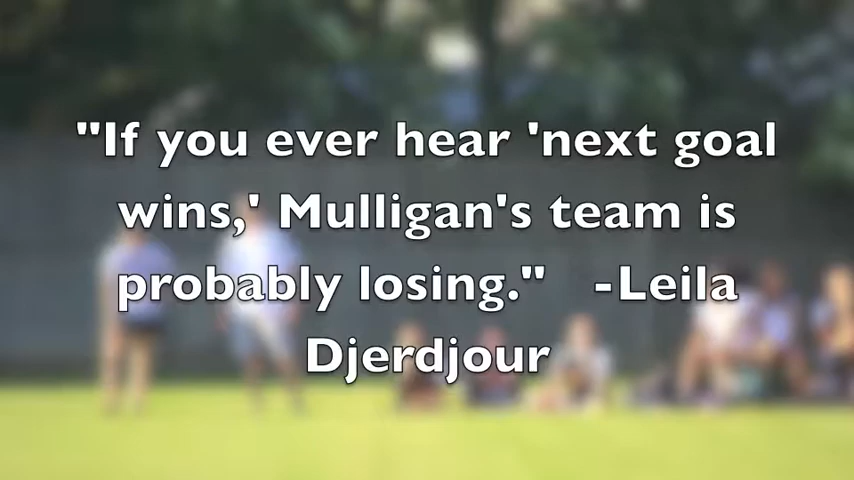 "If you ever hear 'next goal
wins,' Mulligan's team is
probably losing."   -Leila
Djerdjour